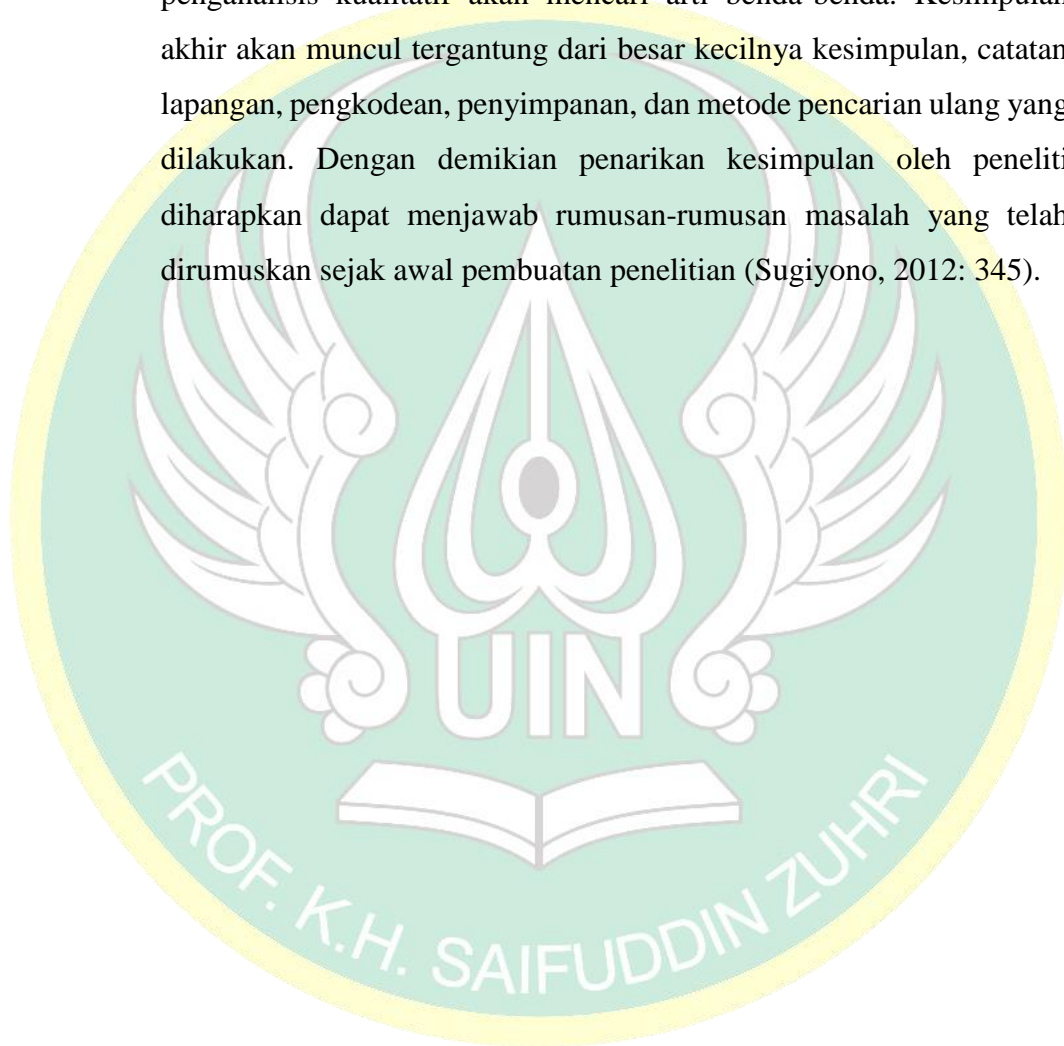 penganalisis kualitatif akan mencari arti benda-benda. Kesimpulan
akhir akan muncul tergantung dari besar kecilnya kesimpulan, catatan
lapangan, pengkodean, penyimpanan, dan metode pencarian ulang yang
dilakukan. Dengan demikian penarikan kesimpulan oleh peneliti
diharapkan dapat menjawab rumusan-rumusan masalah yang telah
dirumuskan sejak awal pembuatan penelitian (Sugiyono, 2012: 345).
UIN
PROF. K.H. SAIFUDDIN ZUHRI